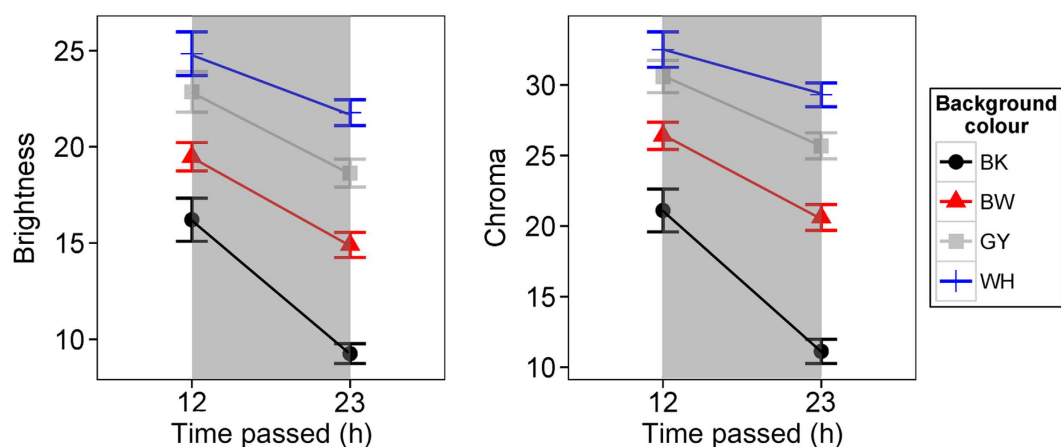 Brightness
25
20
15
10
12
23
Time passed (h)
Chroma
30
25
20
15
10
12
23
Time passed (h)
Background
colour
BK
BW
GY
WH